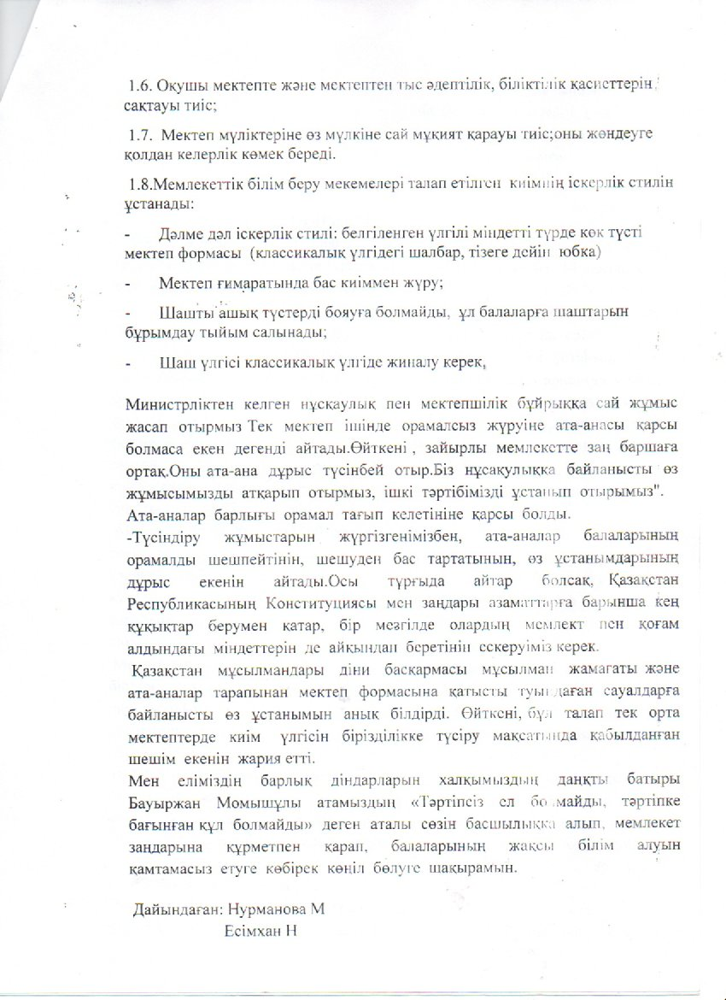 1.6. Оқушы мектепте және мектептен тыс әдептілік, біліктілік қасиеттерін
сақтауы тиіс;
1.7. Мектеп мүліктеріне өз мүлкіне сай мұқият қарауы тиіс;оны жөндеуге
қолдан келерлік көмек береді.
1.8.Мемлекеттік білім беру мекемелері талап етілген киімнің іскерлік стилін
ұстанады:
- Дәлме дәл іскерлік стилі: белгіленген үлгілі міндетті түрде көк түсті
мектеп формасы (классикалық үлгідегі шалбар, тізеге дейін юбка)
- Мектеп ғимаратында бас киіммен жүру;
- Шашты ашық түстерді бояуға болмайды, ұл балаларға шаштарын
бұрымдау тыйым салынады;
- Шаш үлгісі классикалық үлгіде жиналу керек,
Министрліктен келген нұсқаулық пен мектепшілік бұйрыққа сай жұмыс
жасап отырмыз Тек мектеп ішінде орамалсыз жүруіне ата-анасы қарсы
болмаса екен дегенді айтады.Өйткені , зайырлы мемлекетте заң баршаға
ортақ.Оны ата-ана дұрыс түсінбей отыр.Біз нұсақулыққа байланысты өз
жұмысымызды атқарып отырмыз, ішкі тәртібімізді ұстанып отырымыз".
Ата-аналар барлығы орамал тағып келетініне қарсы болды.
-Түсіндіру жұмыстарын жүргізгенімізбен, ата-аналар балаларының
орамалды шешпейтінін, шешуден бас тартатынын, өз ұстанымдарының
дұрыс екенін айтады.Осы тұрғыда айтар болсақ, Қазақстан
Республикасының Конституциясы мен заңдары азаматтарға барынша кең
құқықтар берумен қатар, бір мезгілде олардың мемлект пен қоғам
алдындағы міндеттерін де айқындап беретінін ескеруіміз керек.
Қазақстан мұсылмандары діни басқармасы мұсылман жамағаты және
ата-аналар тарапынан мектеп формасына қатысты туындаған сауалдарға
байланысты өз ұстанымын анық білдірді. Өйткені, бұл талап тек орта
мектептерде киім үлгісін бірізділікке түсіру мақсатында қабылданған
шешім екенін жария етті.
Мен еліміздің барлық діндарларын халқымыздың даңқты батыры
Бауыржан Момышұлы атамыздың «Тәртіпсіз ел болмайды, тәртіпке
бағынған құл болмайды» деген аталы сөзін басшылыққа алып, мемлекет
заңдарына құрметпен қарап, балаларының жақсы білім алуын
қамтамасыз етуге көбірек көңіл бөлуге шақырамын.
Дайындаған: Нурманова М
Есімхан Н